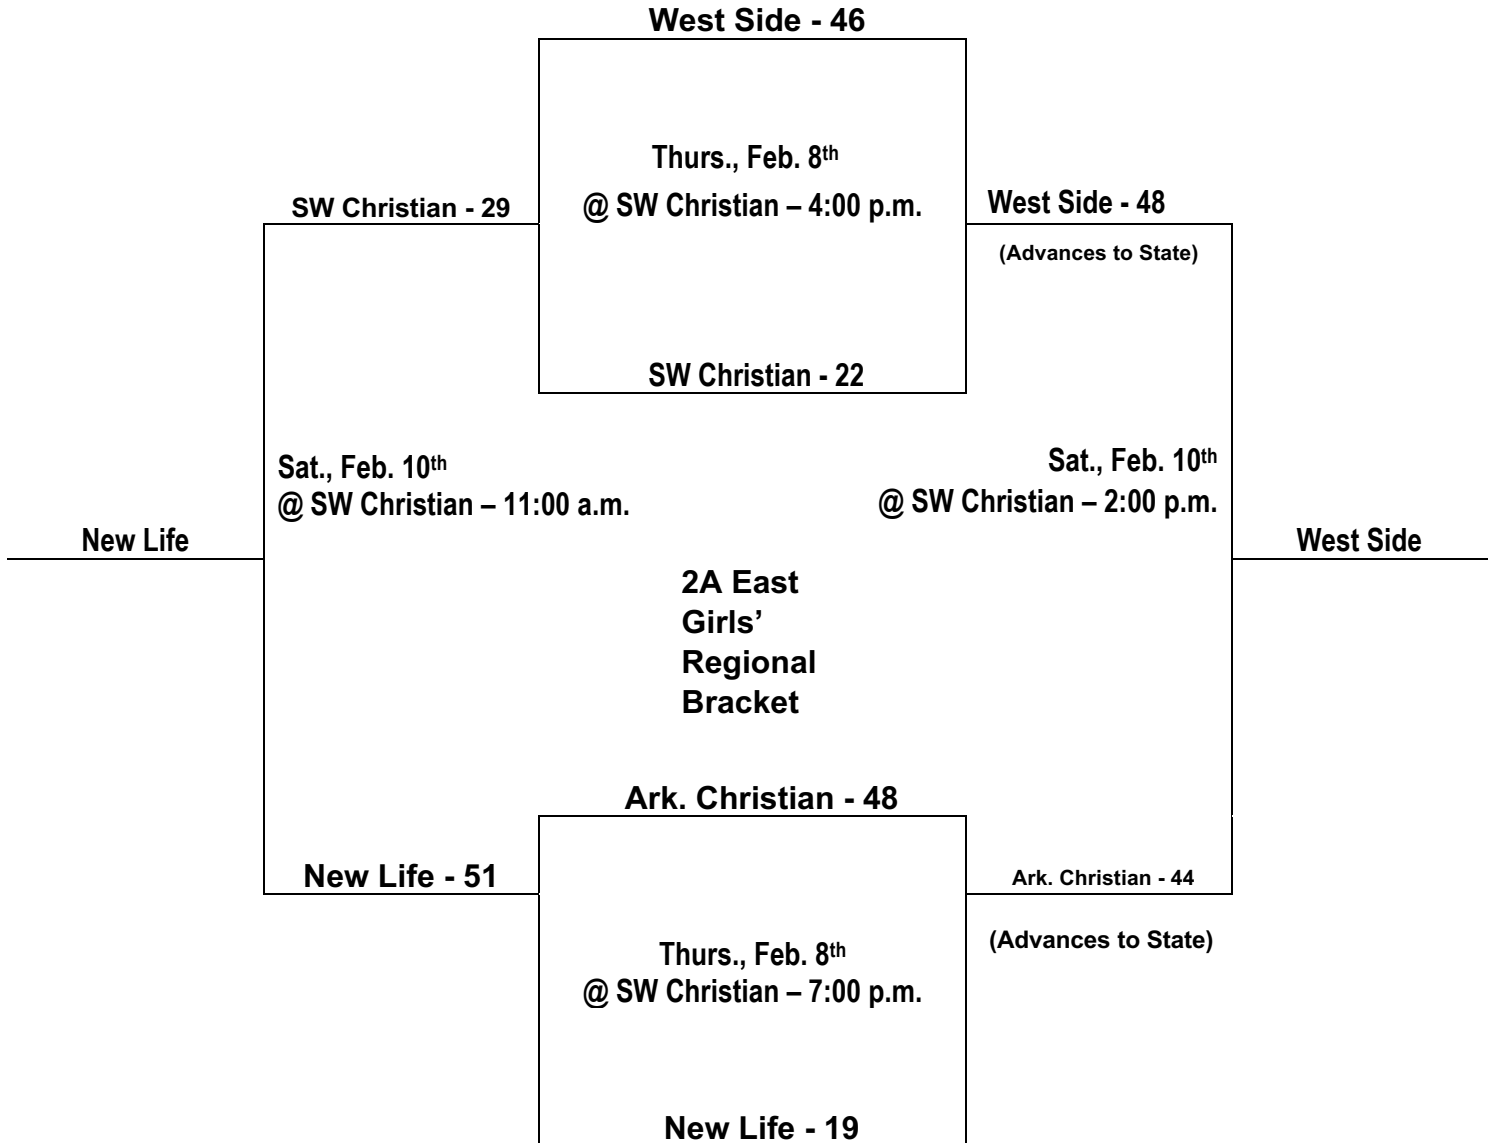 West Side - 46
Thurs., Feb. 8th
@ SW Christian – 4:00 p.m.
SW Christian - 29
West Side - 48
(Advances to State)
SW Christian - 22
Sat., Feb. 10th
@ SW Christian – 11:00 a.m.
Sat., Feb. 10th
@ SW Christian – 2:00 p.m.
New Life
West Side
2A East
Girls’
Regional
Bracket
Ark. Christian - 48
New Life - 51
Ark. Christian - 44
(Advances to State)
Thurs., Feb. 8th
@ SW Christian – 7:00 p.m.
New Life - 19